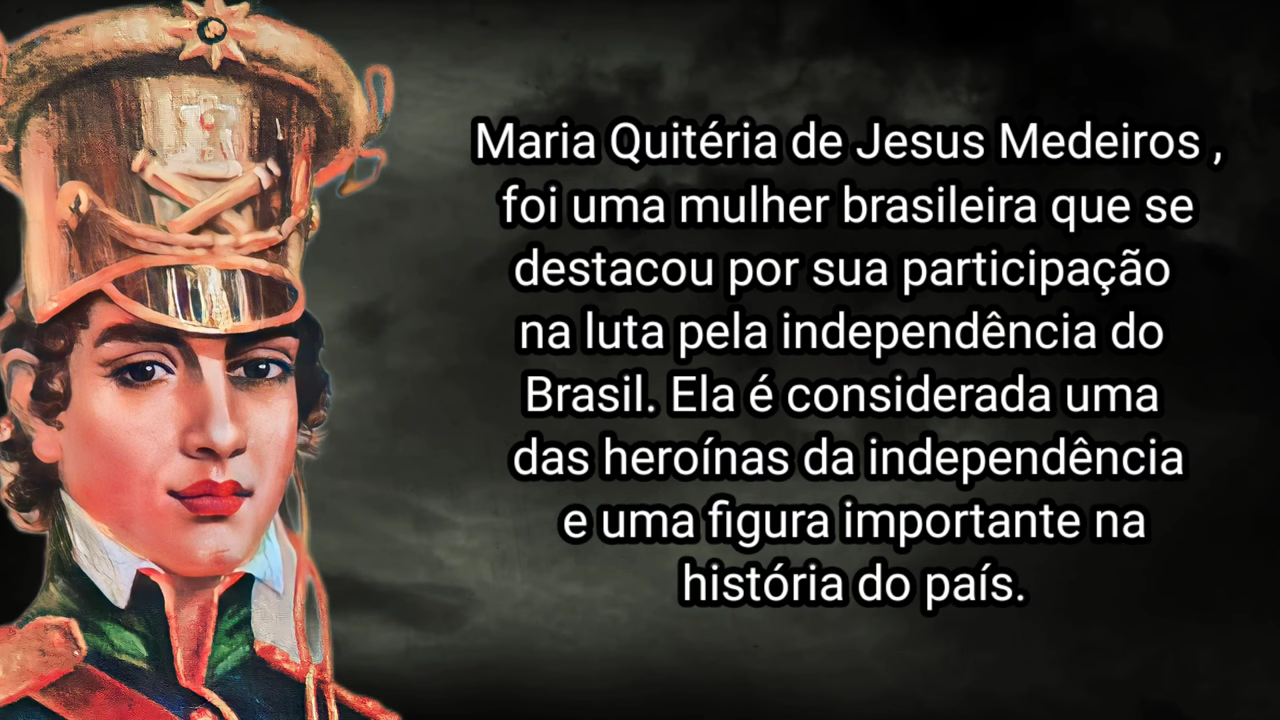 Maria Quitéria de Jesus Medeiros ,
foi uma mulher brasileira que se
destacou por sua participação
na luta pela independência do
Brasil. Ela é considerada uma
das heroínas da independência
e uma figura importante na
história do país.